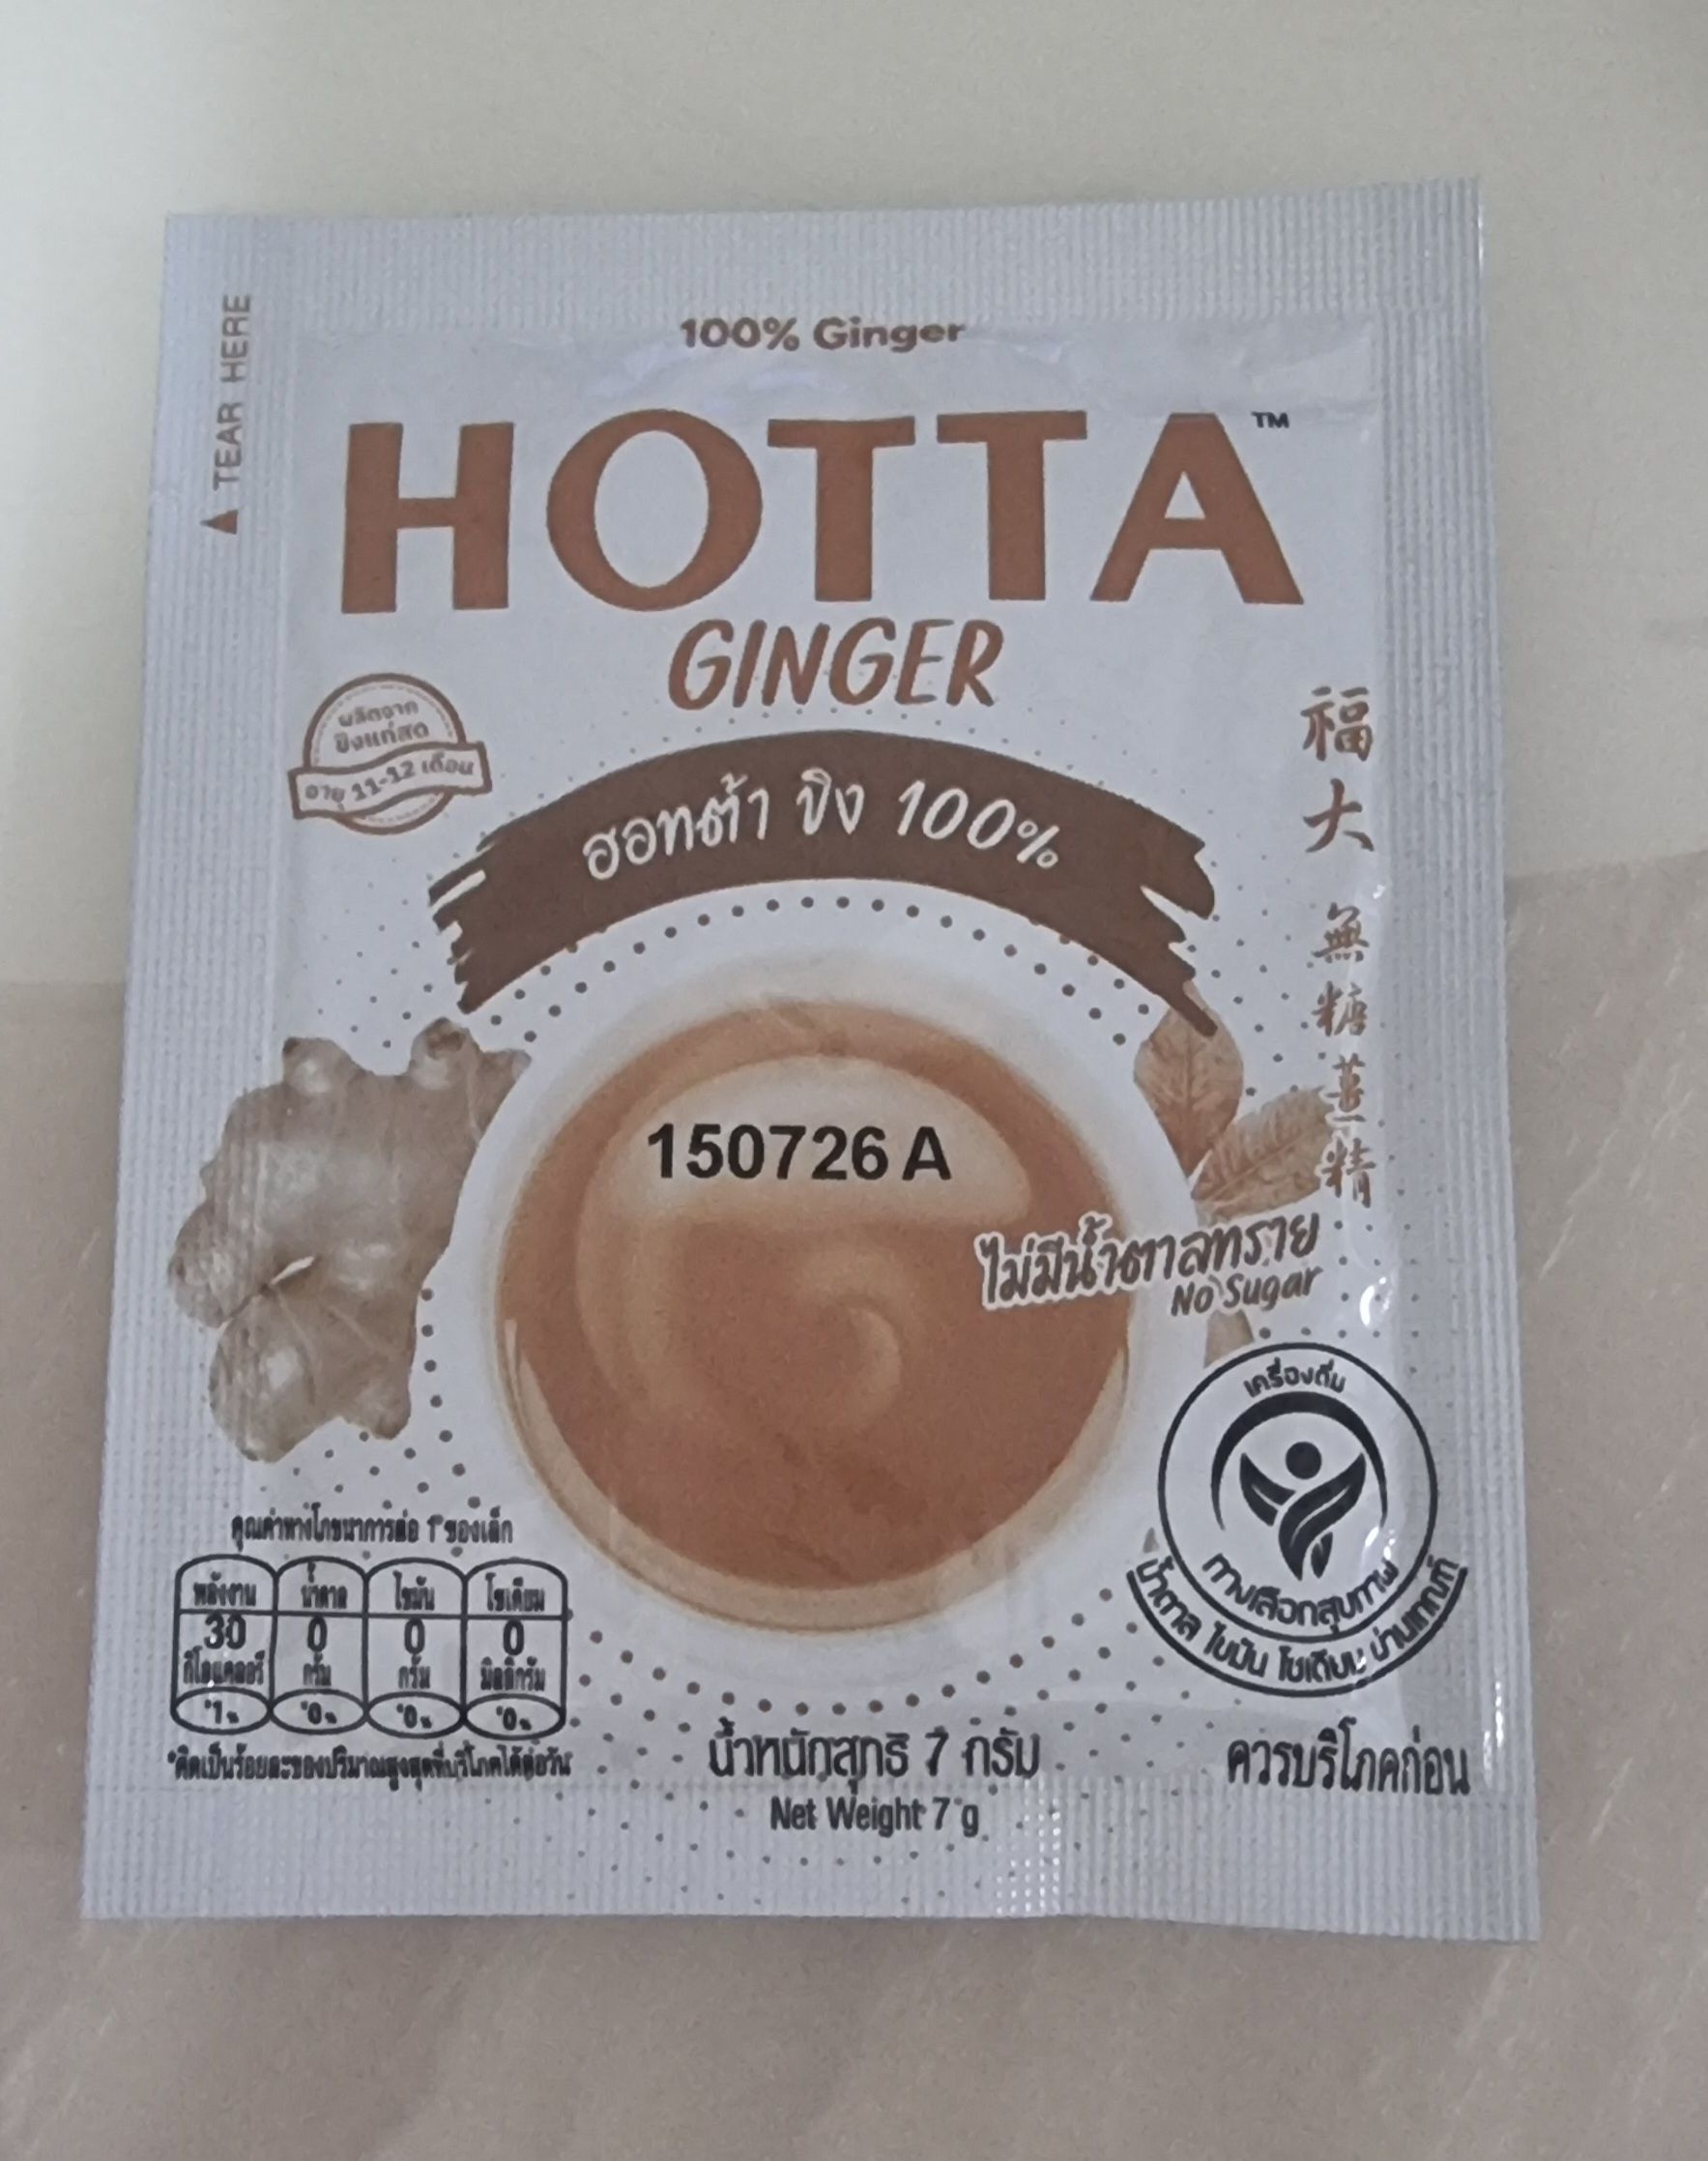 100% Ginger
▲ TEAR HERE
HOTTA™
GINGER
ผลิตจาก
ขิงแก่สด
อายุ 11-12 เดือน
ฮอทต้า ขิง 100%
福大 無糖薑精
150726 A
ไม่มีน้ำตาลทราย
No Sugar
เครื่องดื่ม
ทางเลือกสุขภาพ
น้ำตาล ไขมัน โซเดียม ผ่านเกณฑ์
คุณค่าทางโภชนาการต่อ 1 ซองเล็ก
พลังงาน น้ำตาล ไขมัน โซเดียม
30 0 0 0
กิโลแคลอรี กรัม กรัม มิลลิกรัม
*1% *0% *0% *0%
*คิดเป็นร้อยละของปริมาณสูงสุดที่บริโภคได้ต่อวัน
น้ำหนักสุทธิ 7 กรัม
Net Weight 7 g
ควรบริโภคก่อน